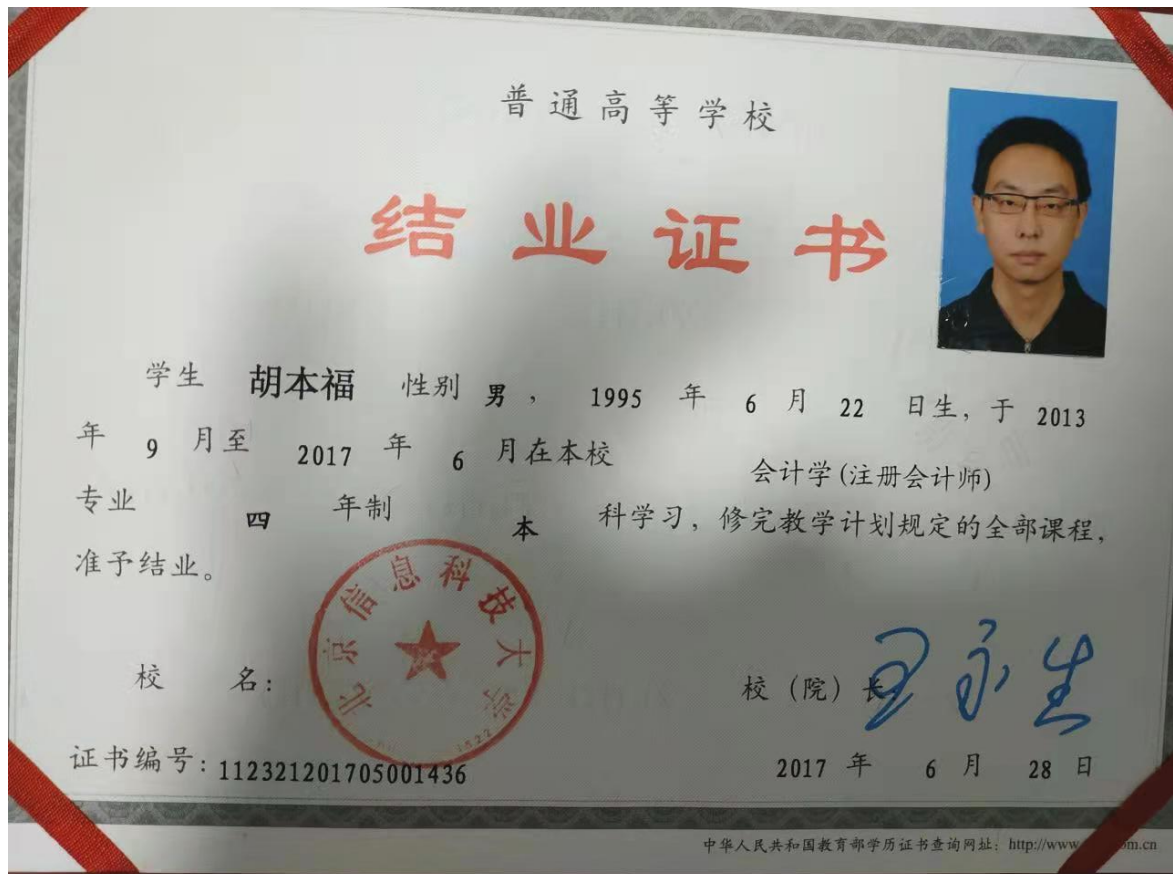 普通高等学校
结业证书
学生 胡本福 性别 男， 1995 年 6 月 22 日生，于 2013
年 9 月至 2017 年 6 月在本校 会计学(注册会计师)
专业 四 年制 本 科学习，修完教学计划规定的全部课程，
准予结业。
北京信息科技大学
校 名： 校（院）长
王永生
证书编号：112321201705001436 2017 年 6 月 28 日
中华人民共和国教育部学历证书查询网址：http://www. om.cn